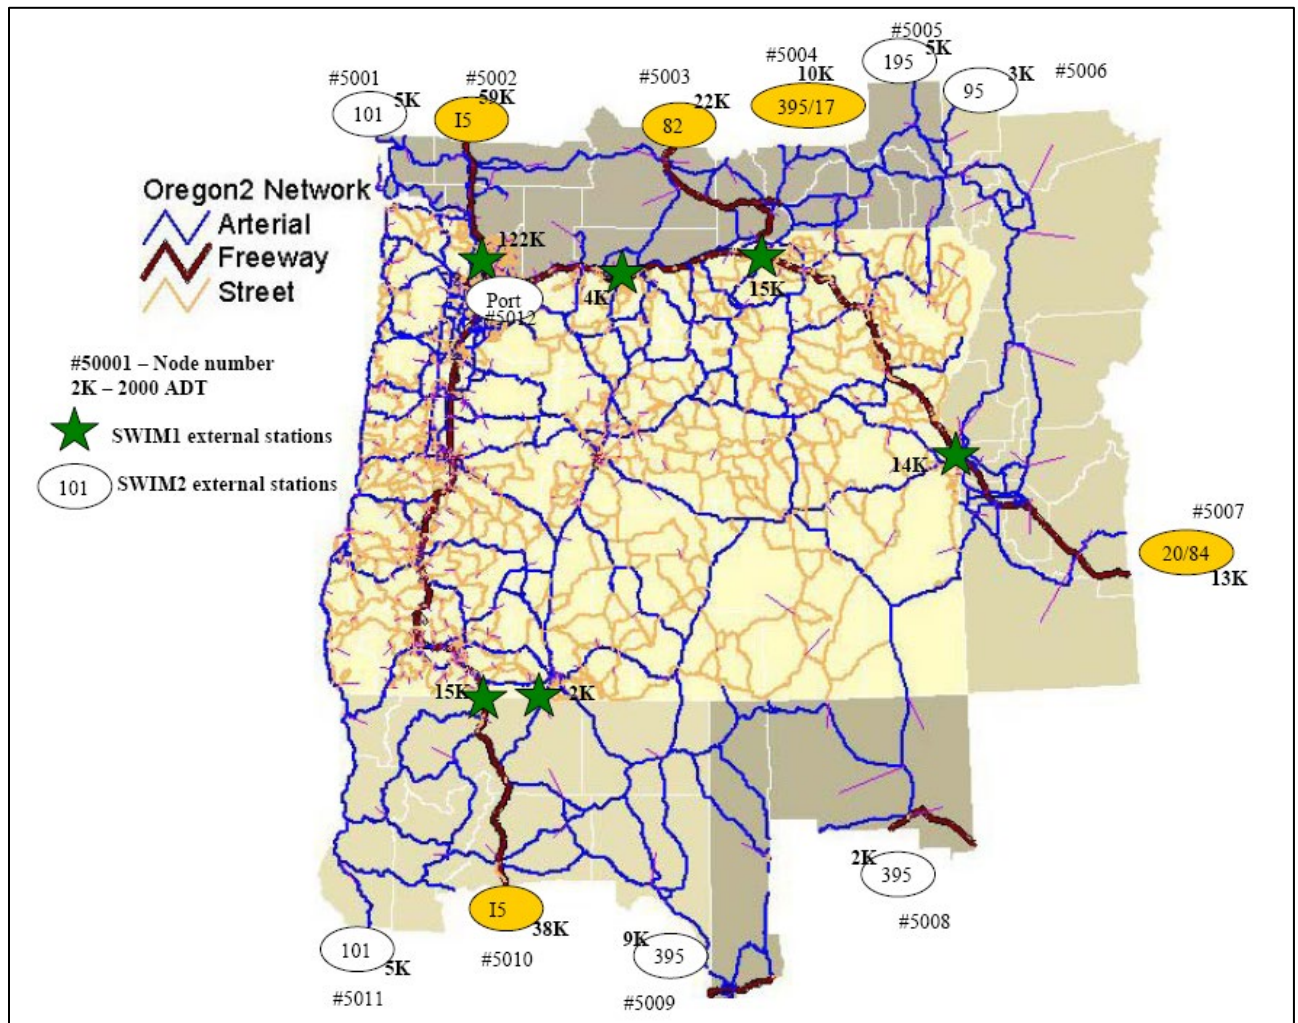 #5005
195 5K
#5004
10K
395/17
#5001
101 5K
#5002
59K
I5
#5003
22K
82
3K
95
#5006
Oregon2 Network
Arterial
Freeway
Street
122K
Port
#5012
4K
15K
#50001 – Node number
2K – 2000 ADT
SWIM1 external stations
101 SWIM2 external stations
14K
#5007
20/84
13K
15K
2K
2K
395
#5008
I5
38K
#5010
9K
395
#5009
101
5K
#5011